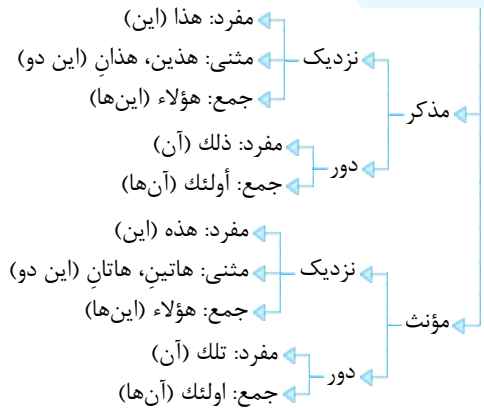 مذکر
نزدیک
مفرد: هذا (این)
مثنی: هذین، هذانِ (این دو)
جمع: هؤلاء (این‌ها)
دور
مفرد: ذلك (آن)
جمع: أولئك (آن‌ها)
مؤنث
نزدیک
مفرد: هذه (این)
مثنی: هاتینِ، هاتانِ (این دو)
جمع: هؤلاء (این‌ها)
دور
مفرد: تلك (آن)
جمع: اولئك (آن‌ها)